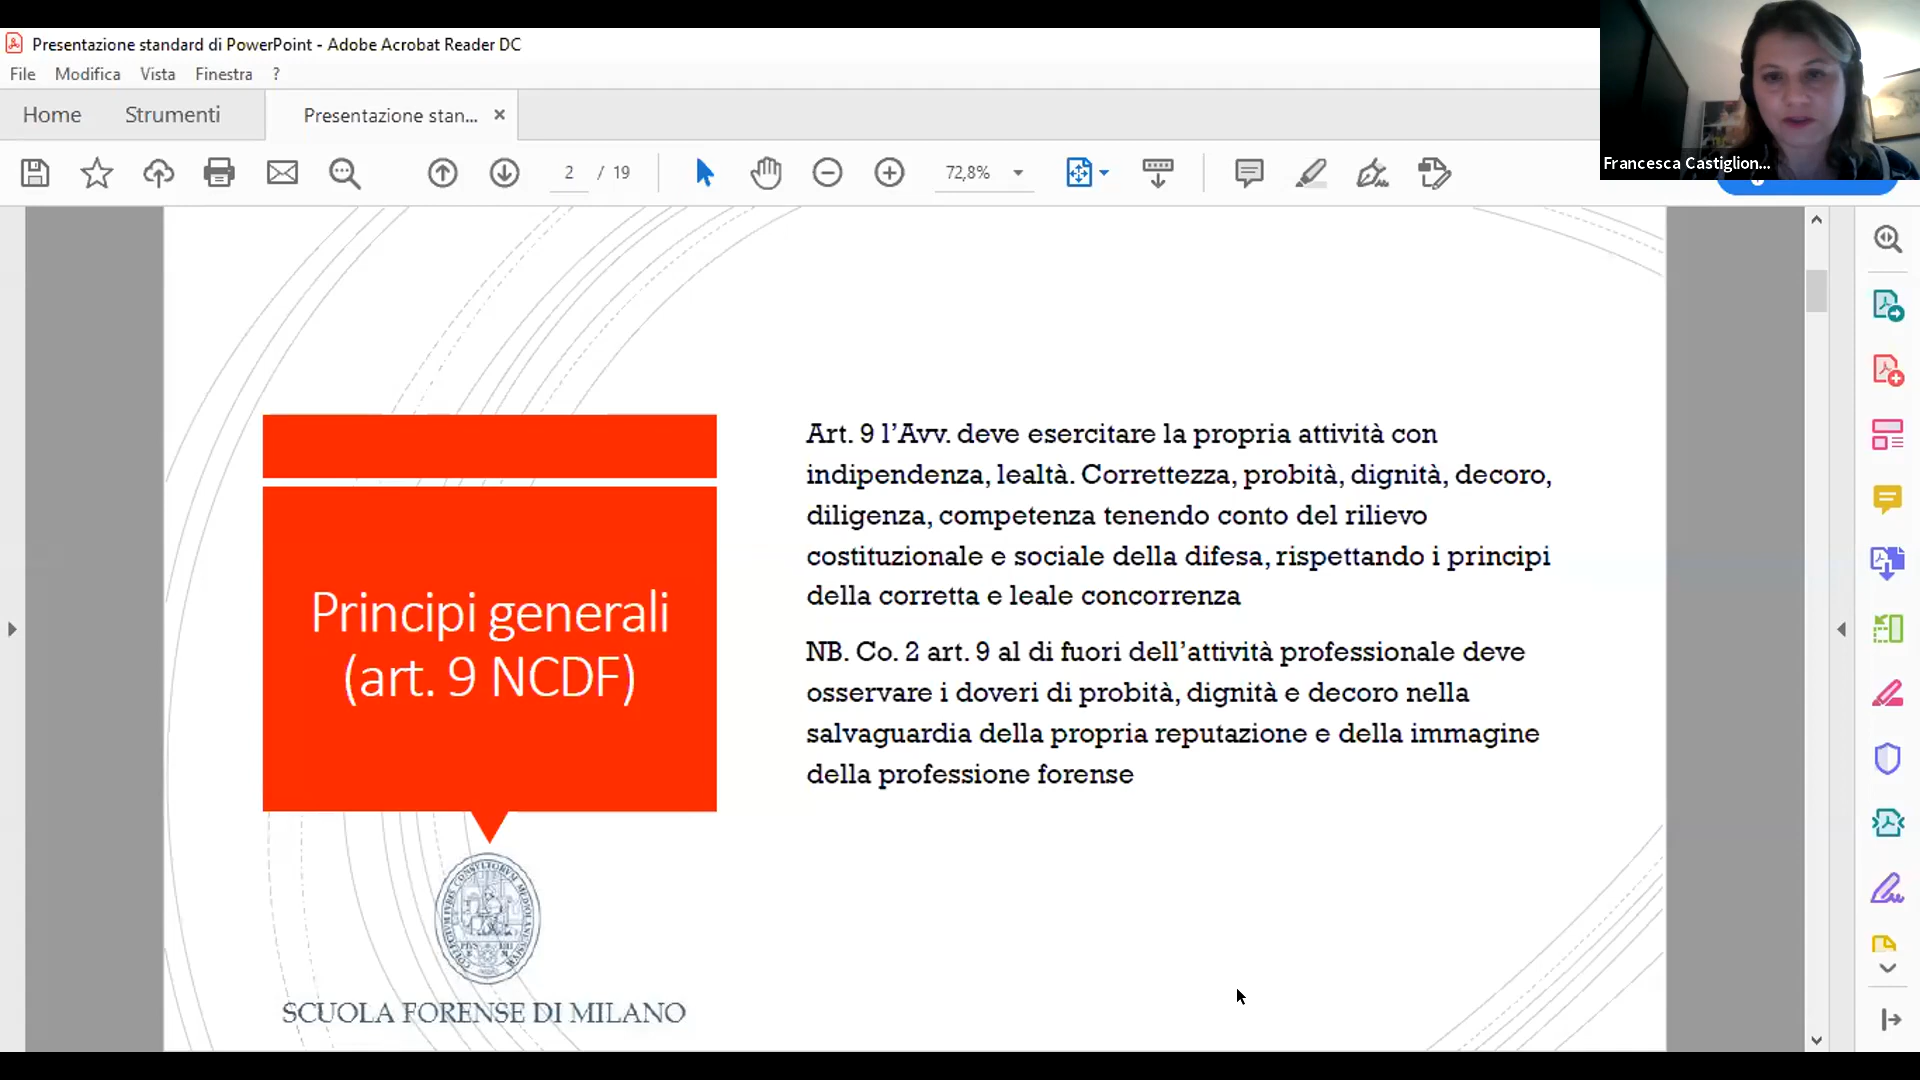 Presentazione standard di PowerPoint - Adobe Acrobat Reader DC
File Modifica Vista Finestra ?
Home Strumenti Presentazione stan... ×
2 / 19 72,8%
Francesca Castiglion...
Principi generali
(art. 9 NCDF)
Art. 9 l’Avv. deve esercitare la propria attività con
indipendenza, lealtà. Correttezza, probità, dignità, decoro,
diligenza, competenza tenendo conto del rilievo
costituzionale e sociale della difesa, rispettando i principi
della corretta e leale concorrenza
NB. Co. 2 art. 9 al di fuori dell’attività professionale deve
osservare i doveri di probità, dignità e decoro nella
salvaguardia della propria reputazione e della immagine
della professione forense
SCUOLA FORENSE DI MILANO